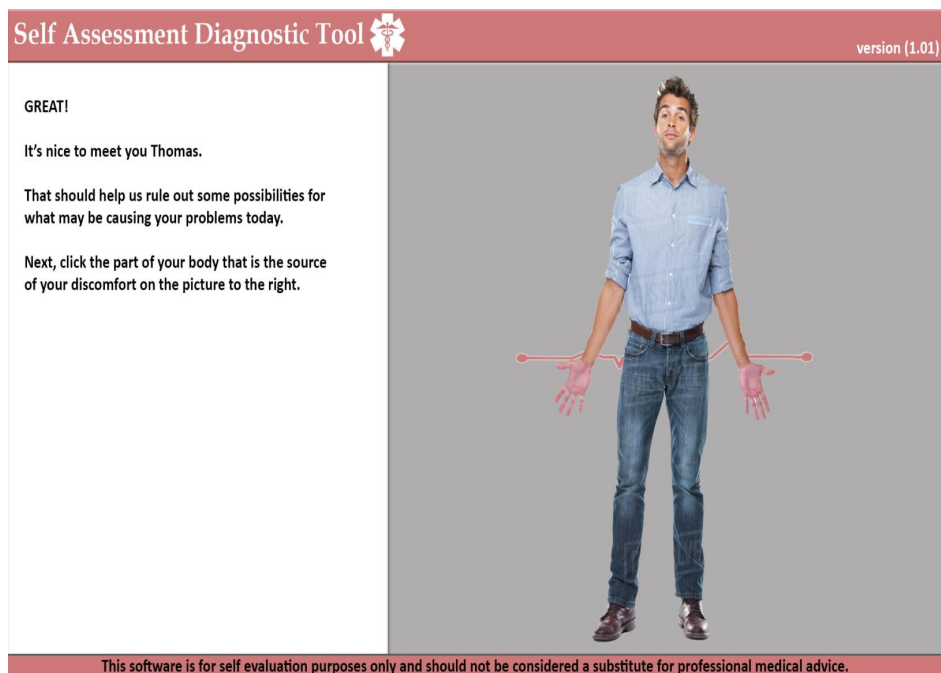 Self Assessment Diagnostic Tool
version (1.01)
GREAT!
It's nice to meet you Thomas.
That should help us rule out some possibilities for
what may be causing your problems today.
Next, click the part of your body that is the source
of your discomfort on the picture to the right.
This software is for self evaluation purposes only and should not be considered a substitute for professional medical advice.